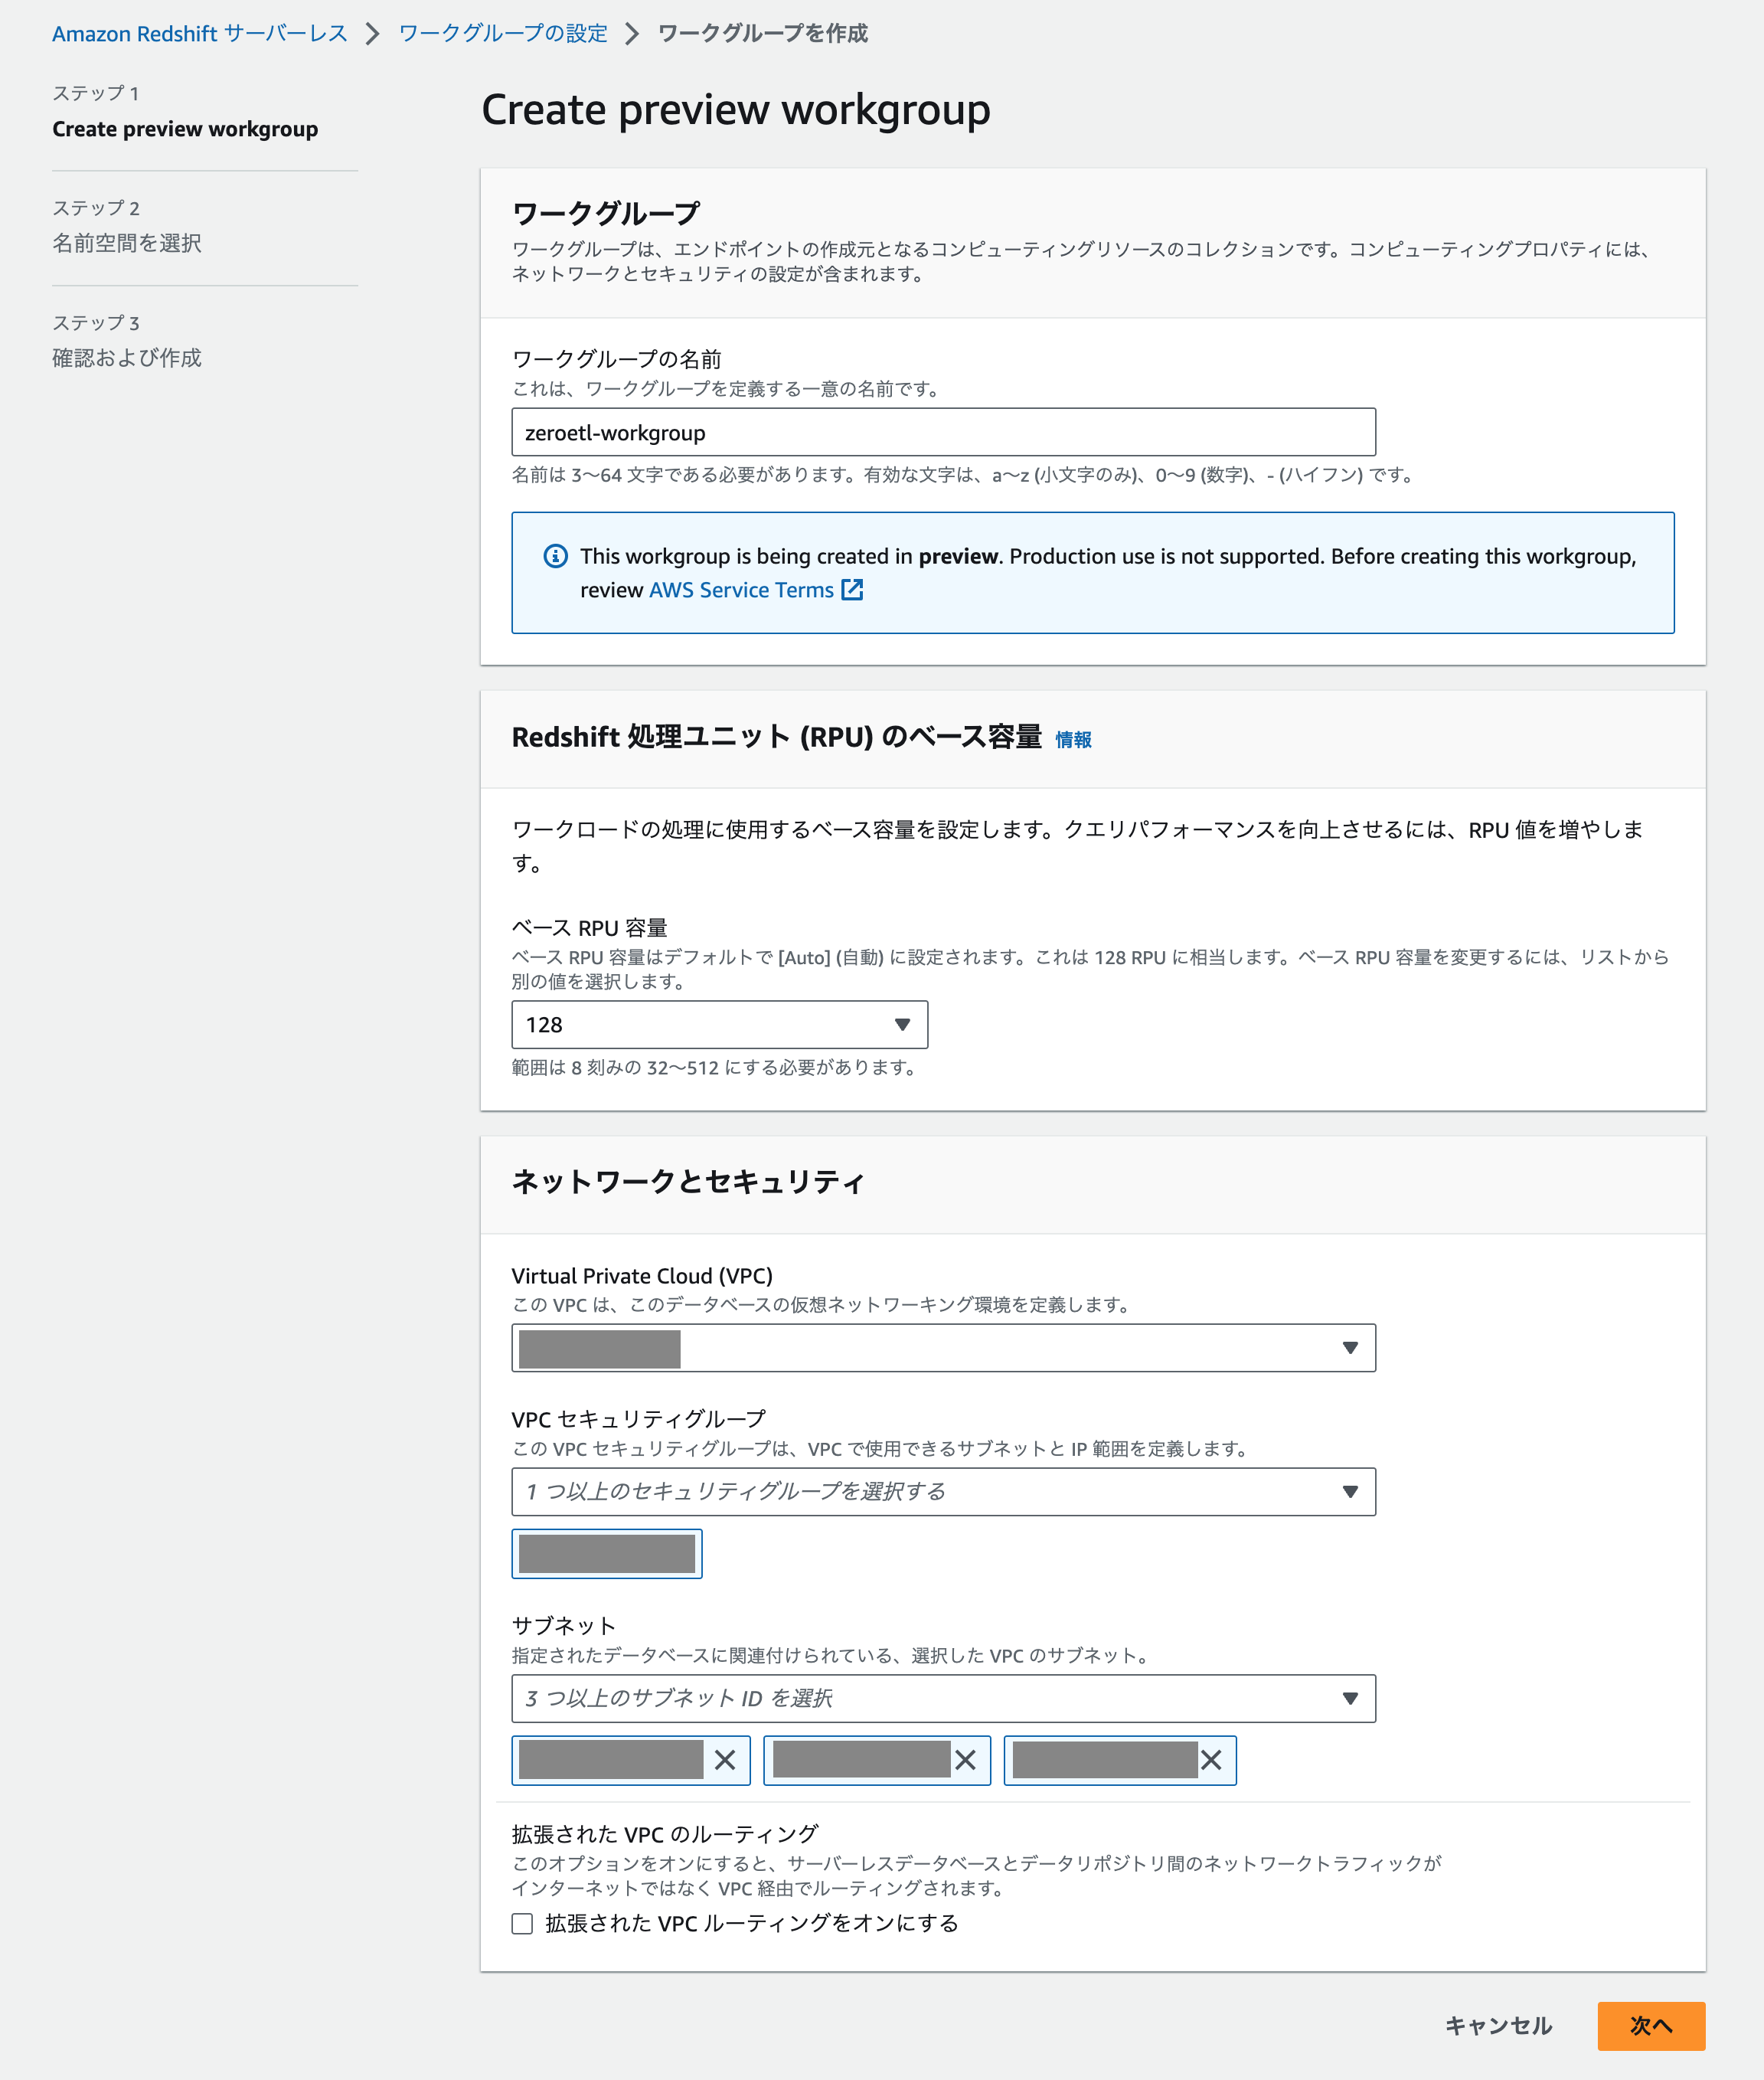 Amazon Redshift サーバーレス > ワークグループの設定 > ワークグループを作成
ステップ 1
Create preview workgroup
ステップ 2
名前空間を選択
ステップ 3
確認および作成
Create preview workgroup
ワークグループ
ワークグループは、エンドポイントの作成元となるコンピューティングリソースのコレクションです。コンピューティングプロパティには、
ネットワークとセキュリティの設定が含まれます。
ワークグループの名前
これは、ワークグループを定義する一意の名前です。
zeroetl-workgroup
名前は 3〜64 文字である必要があります。有効な文字は、a〜z (小文字のみ)、0〜9 (数字)、- (ハイフン) です。
This workgroup is being created in preview. Production use is not supported. Before creating this workgroup,
review AWS Service Terms
Redshift 処理ユニット (RPU) のベース容量 情報
ワークロードの処理に使用するベース容量を設定します。クエリパフォーマンスを向上させるには、RPU 値を増やしま
す。
ベース RPU 容量
ベース RPU 容量はデフォルトで [Auto] (自動) に設定されます。これは 128 RPU に相当します。ベース RPU 容量を変更するには、リストから
別の値を選択します。
128
範囲は 8 刻みの 32〜512 にする必要があります。
ネットワークとセキュリティ
Virtual Private Cloud (VPC)
この VPC は、このデータベースの仮想ネットワーキング環境を定義します。
VPC セキュリティグループ
この VPC セキュリティグループは、VPC で使用できるサブネットと IP 範囲を定義します。
1 つ以上のセキュリティグループを選択する
サブネット
指定されたデータベースに関連付けられている、選択した VPC のサブネット。
3 つ以上のサブネット ID を選択
拡張された VPC のルーティング
このオプションをオンにすると、サーバーレスデータベースとデータリポジトリ間のネットワークトラフィックが
インターネットではなく VPC 経由でルーティングされます。
拡張された VPC ルーティングをオンにする
キャンセル
次へ